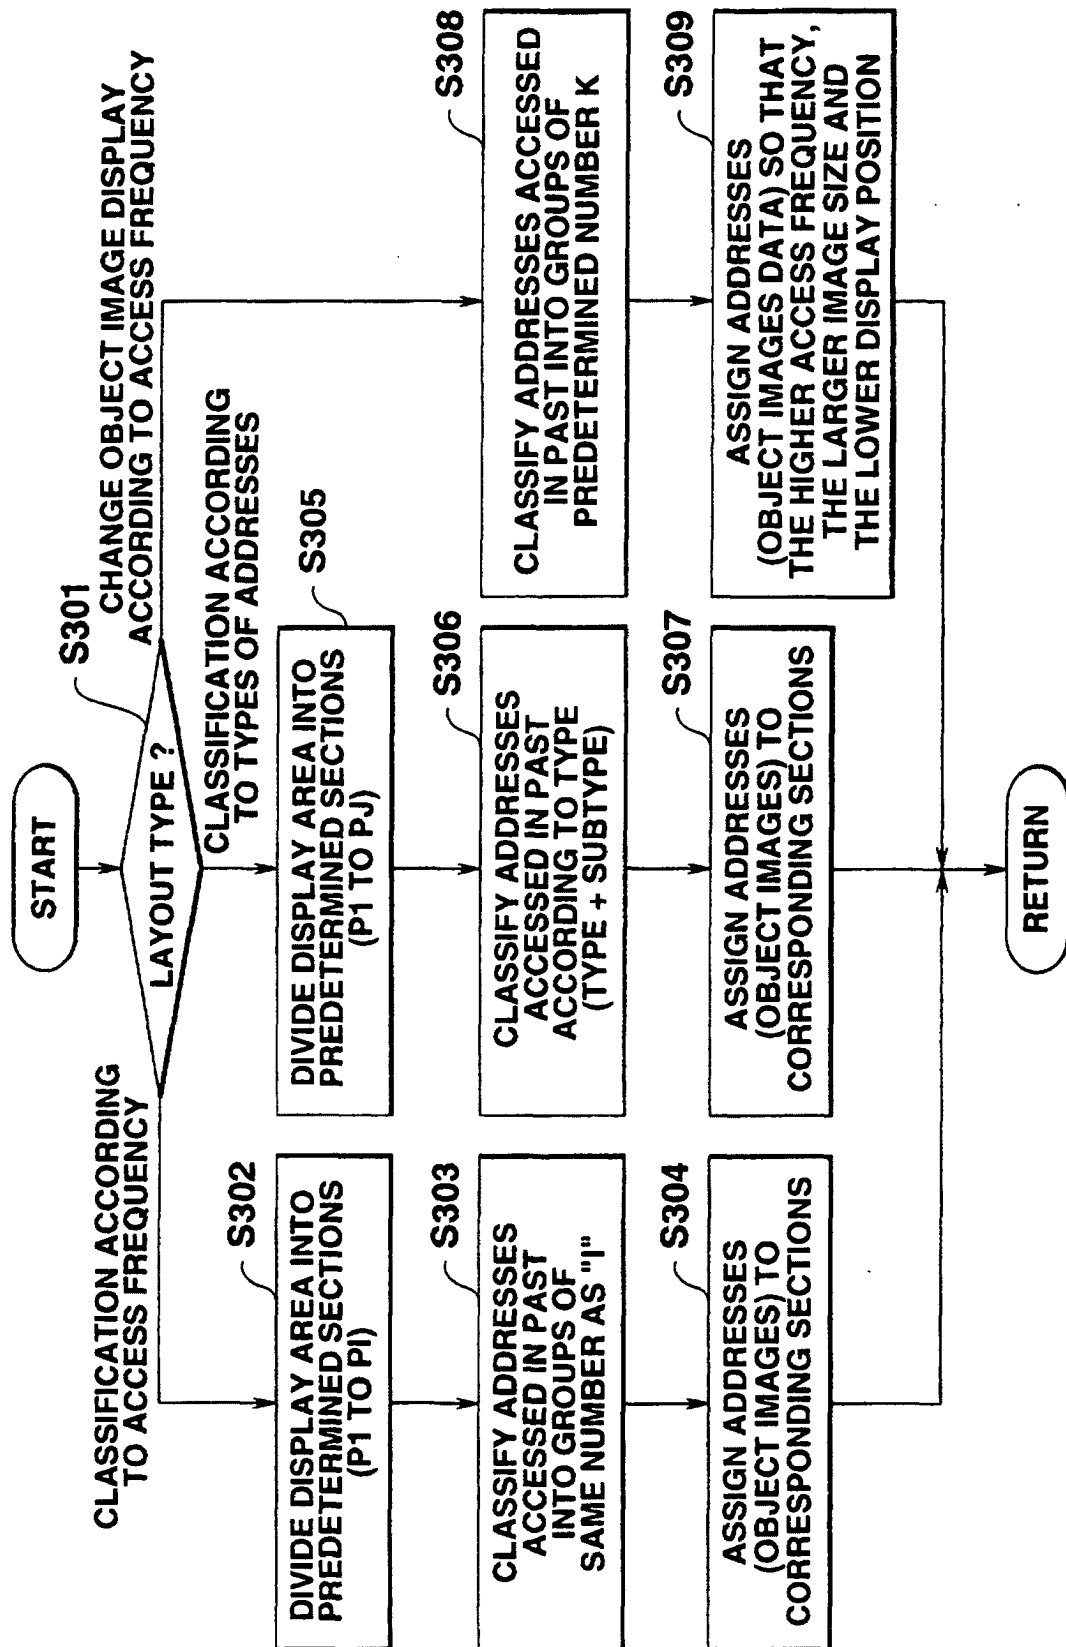 START
S301
LAYOUT TYPE ?
CLASSIFICATION ACCORDING
TO ACCESS FREQUENCY
S302
DIVIDE DISPLAY AREA INTO
PREDETERMINED SECTIONS
(P1 TO PI)
S303
CLASSIFY ADDRESSES
ACCESSED IN PAST
INTO GROUPS OF
SAME NUMBER AS "I"
S304
ASSIGN ADDRESSES
(OBJECT IMAGES) TO
CORRESPONDING SECTIONS
CLASSIFICATION ACCORDING
TO TYPES OF ADDRESSES
S305
DIVIDE DISPLAY AREA INTO
PREDETERMINED SECTIONS
(P1 TO PJ)
S306
CLASSIFY ADDRESSES
ACCESSED IN PAST
ACCORDING TO TYPE
(TYPE + SUBTYPE)
S307
ASSIGN ADDRESSES
(OBJECT IMAGES) TO
CORRESPONDING SECTIONS
CHANGE OBJECT IMAGE DISPLAY
ACCORDING TO ACCESS FREQUENCY
S308
CLASSIFY ADDRESSES ACCESSED
IN PAST INTO GROUPS OF
PREDETERMINED NUMBER K
S309
ASSIGN ADDRESSES
(OBJECT IMAGES DATA) SO THAT
THE HIGHER ACCESS FREQUENCY,
THE LARGER IMAGE SIZE AND
THE LOWER DISPLAY POSITION
RETURN